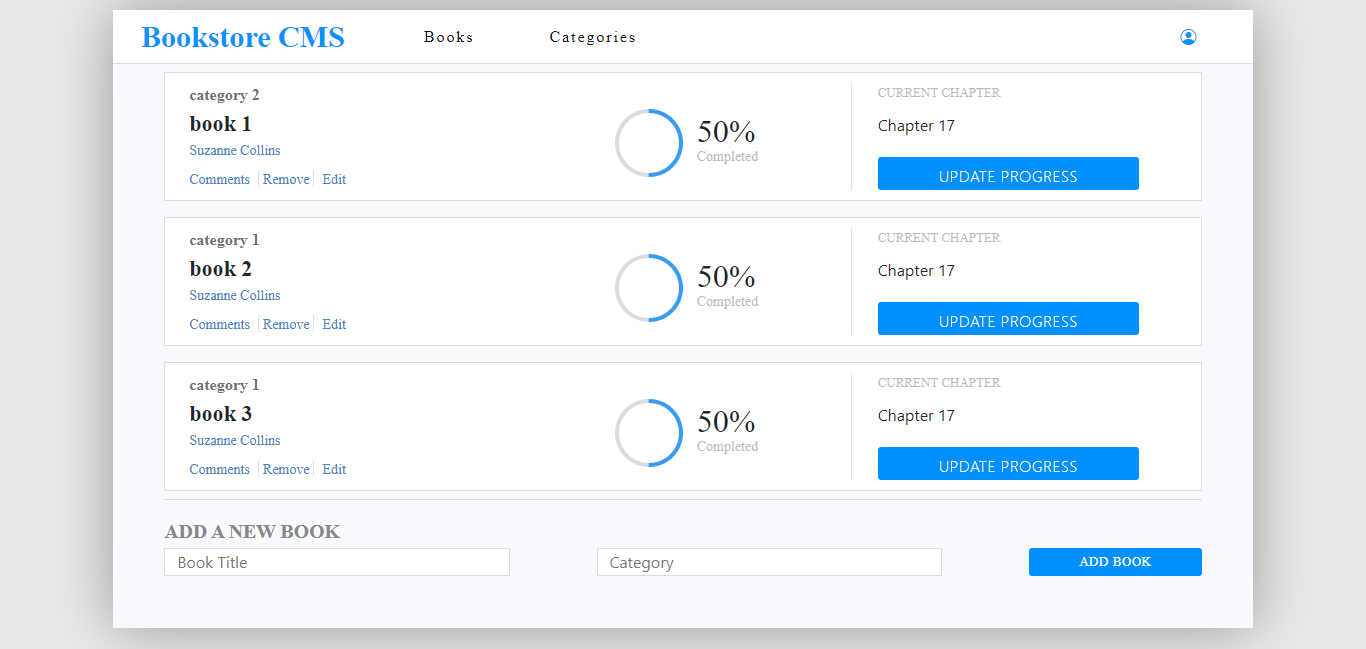 Bookstore CMS Books Categories
category 2
book 1
Suzanne Collins
Comments Remove Edit
50%
Completed
CURRENT CHAPTER
Chapter 17
UPDATE PROGRESS
category 1
book 2
Suzanne Collins
Comments Remove Edit
50%
Completed
CURRENT CHAPTER
Chapter 17
UPDATE PROGRESS
category 1
book 3
Suzanne Collins
Comments Remove Edit
50%
Completed
CURRENT CHAPTER
Chapter 17
UPDATE PROGRESS
ADD A NEW BOOK
Book Title Category ADD BOOK